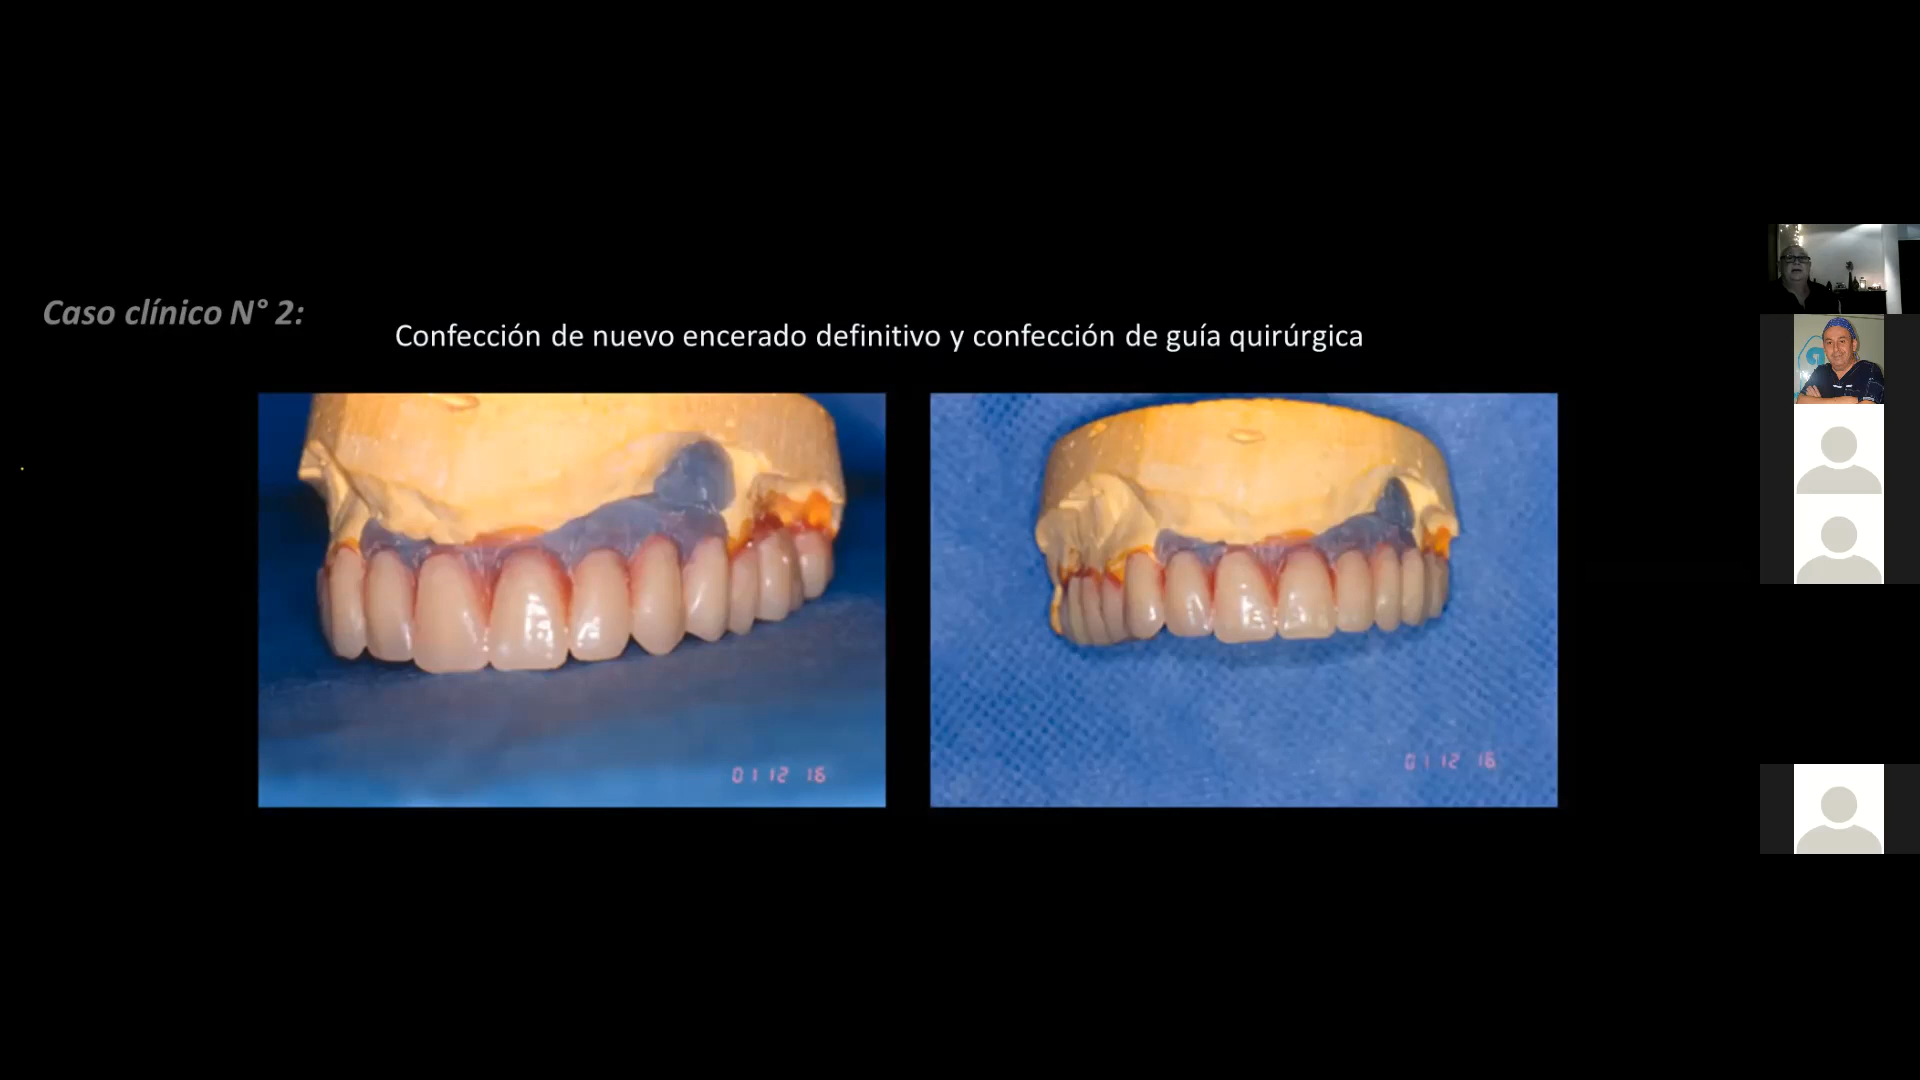 Caso clínico N° 2:
Confección de nuevo encerado definitivo y confección de guía quirúrgica
01 12 16
01 12 16